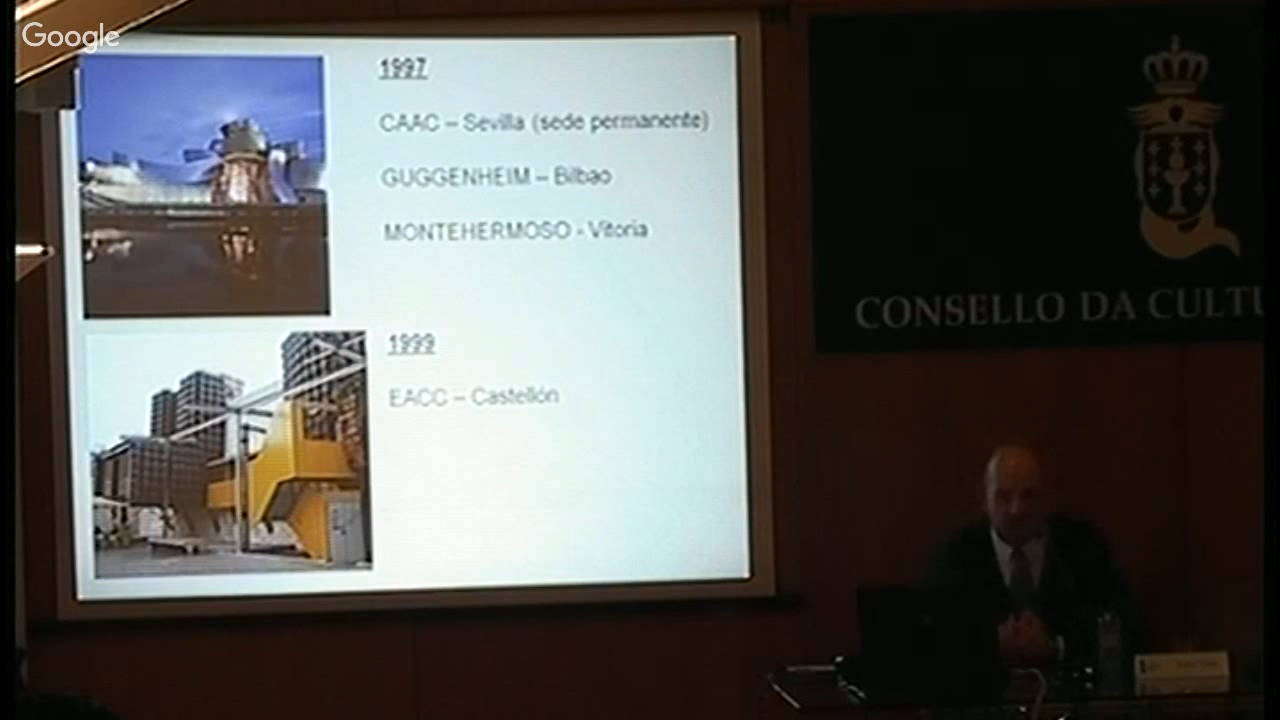 Google
1997
CAAC – Sevilla (sede permanente)
GUGGENHEIM – Bilbao
MONTEHERMOSO - Vitoria
1999
EACC – Castellón
CONSELLO DA CULTU